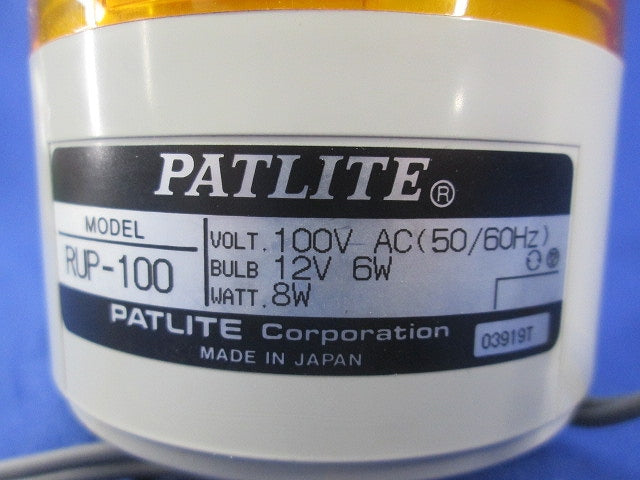 PATLITE®
MODEL
RUP-100
VOLT. 100V AC(50/60Hz)
BULB 12V 6W
WATT. 8W
PATLITE Corporation
MADE IN JAPAN
03919T